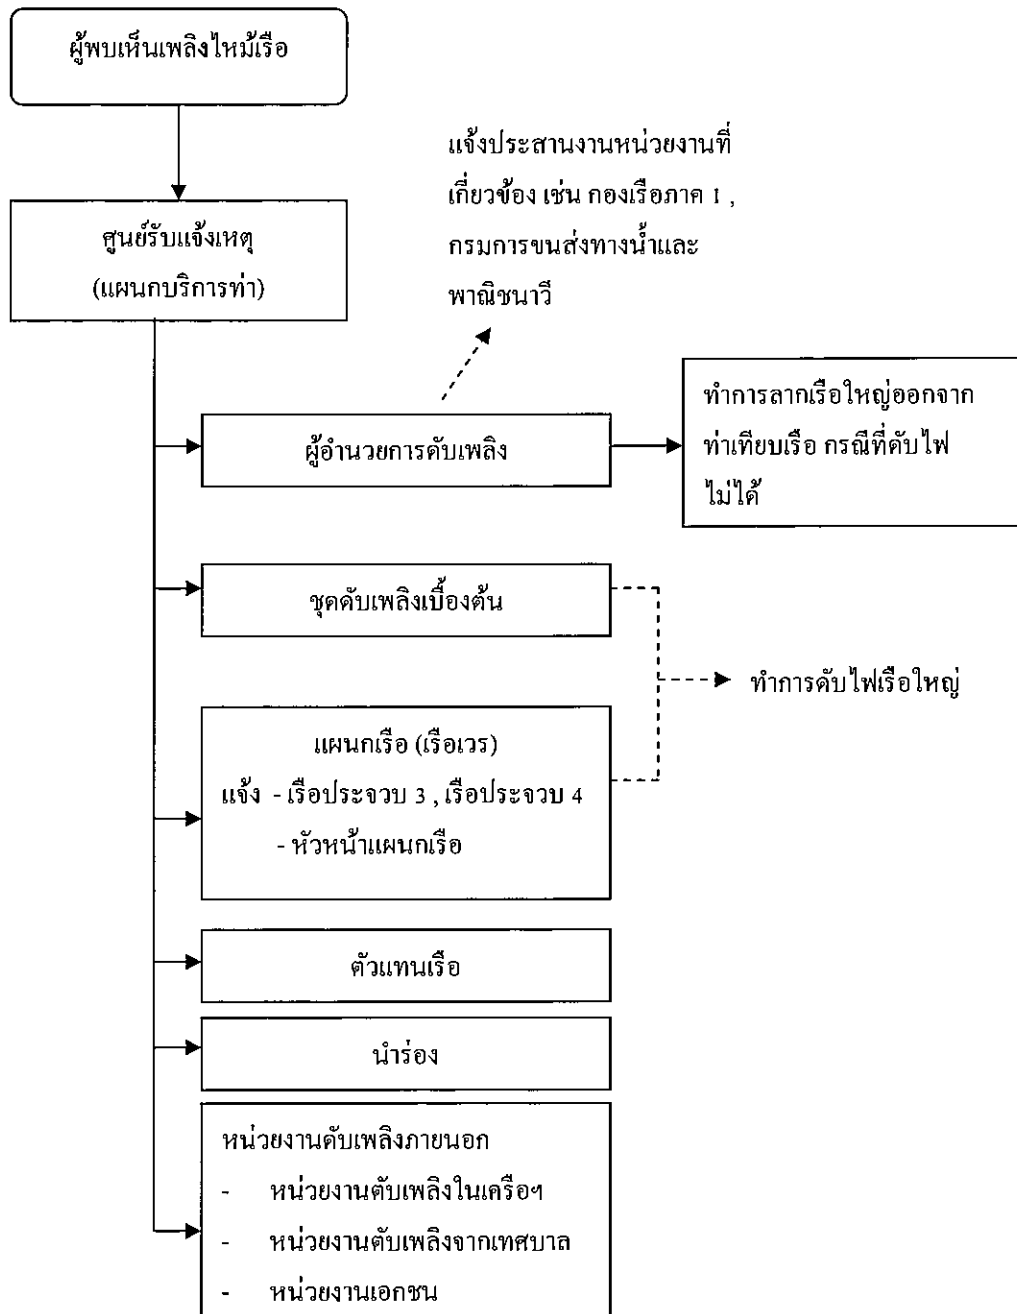 ผู้พบเห็นเพลิงไหม้เรือ
ศูนย์รับแจ้งเหตุ
(แผนกบริการท่า)
แจ้งประสานงานหน่วยงานที่
เกี่ยวข้อง เช่น กองเรือภาค 1 ,
กรมการขนส่งทางน้ำและ
พาณิชนาวี
ผู้อำนวยการดับเพลิง
ทำการลากเรือใหญ่ออกจาก
ท่าเทียบเรือ กรณีที่ดับไฟ
ไม่ได้
ชุดดับเพลิงเบื้องต้น
ทำการดับไฟเรือใหญ่
แผนกเรือ (เรือเวร)
แจ้ง - เรือประจวบ 3 , เรือประจวบ 4
- หัวหน้าแผนกเรือ
ตัวแทนเรือ
นำร่อง
หน่วยงานดับเพลิงภายนอก
- หน่วยงานดับเพลิงในเครือฯ
- หน่วยงานดับเพลิงจากเทศบาล
- หน่วยงานเอกชน